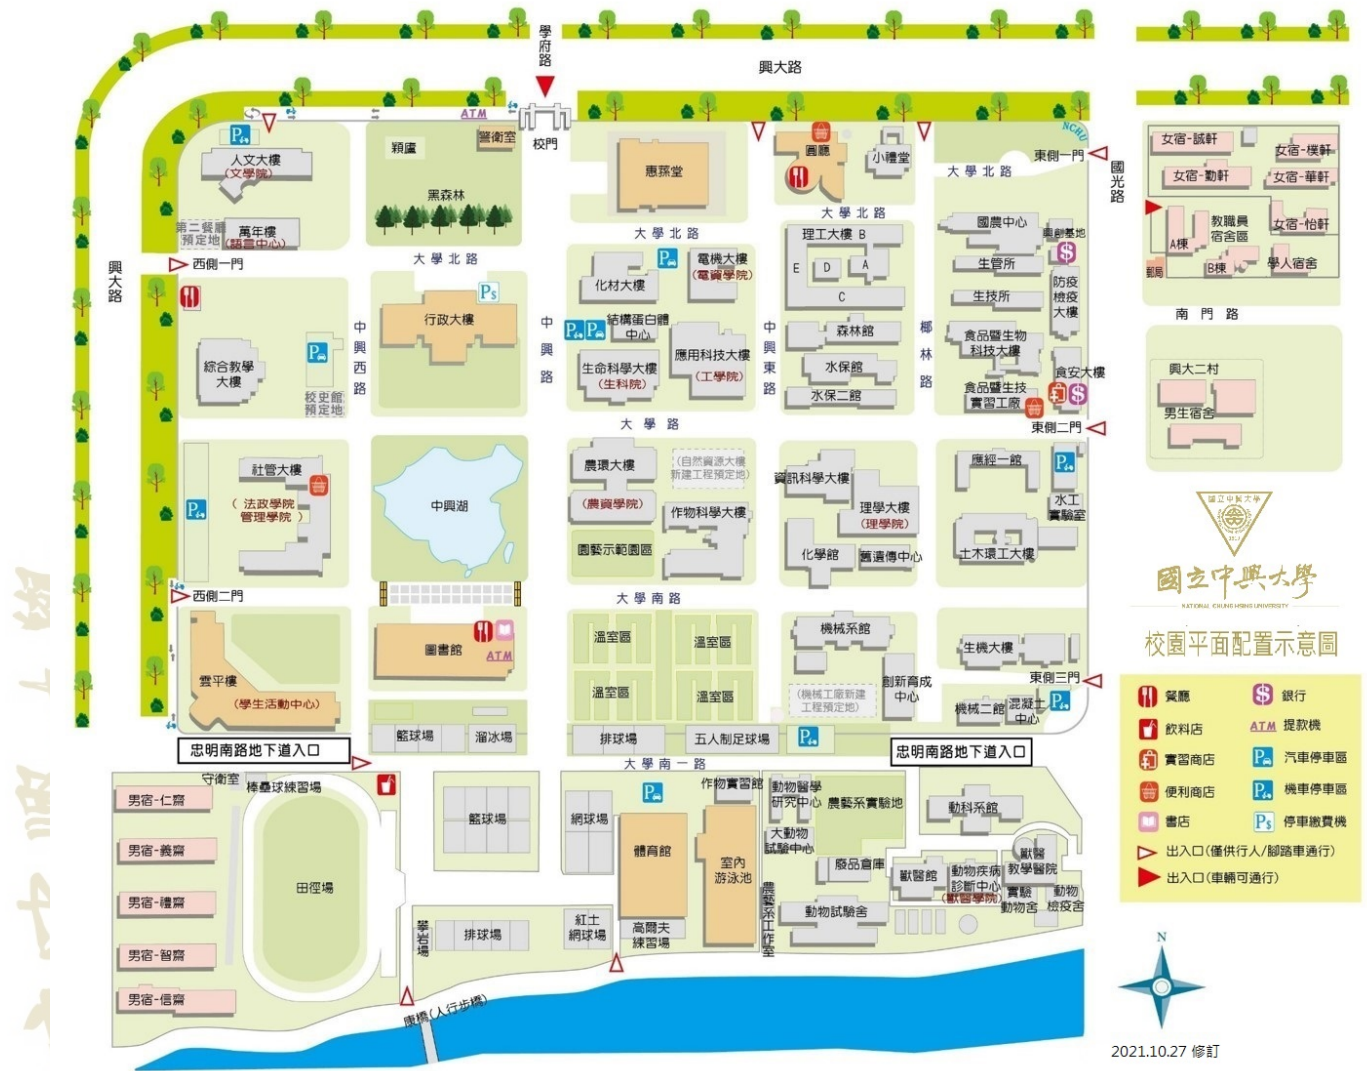 學府路
興大路
校門
ATM
警衛室
人文大樓
(文學院)
穎廬
黑森林
第二餐廳
預定地
萬年樓
(語言中心)
惠蓀堂
圓廳
小禮堂
NCHU
東側一門
國光路
大學北路
大學北路
大學北路
大學北路
女宿-誠軒
女宿-樸軒
女宿-勤軒
女宿-華軒
女宿-怡軒
教職員
宿舍區
A棟
B棟
學人宿舍
郵局
南門路
興大二村
男生宿舍
興大路
西側一門
綜合教學
大樓
校史館
預定地
中興西路
行政大樓
中興路
化材大樓
電機大樓
(電資學院)
結構蛋白體
中心
生命科學大樓
(生科院)
應用科技大樓
(工學院)
中興東路
理工大樓 B
E
D
A
C
森林館
水保館
水保二館
椰林路
國農中心
興創基地
生管所
生技所
防疫
檢疫
大樓
食品暨生物
科技大樓
食安大樓
食品暨生技
實習工廠
東側二門
大學路
社管大樓
(法政學院
管理學院)
中興湖
農環大樓
(農資學院)
(自然資源大樓
新建工程預定地)
作物科學大樓
園藝示範園區
資訊科學大樓
理學大樓
(理學院)
化學館
舊遺傳中心
應經一館
水工
實驗室
土木環工大樓
國立中興大學
國立中興大學
NATIONAL CHUNG HSING UNIVERSITY
校園平面配置示意圖
西側二門
大學南路
雲平樓
(學生活動中心)
圖書館
ATM
溫室區
溫室區
溫室區
溫室區
機械系館
(機械工廠新建
工程預定地)
創新育成
中心
生機大樓
東側三門
機械二館
混凝土
中心
籃球場
溜冰場
排球場
五人制足球場
忠明南路地下道入口
忠明南路地下道入口
大學南一路
守衛室
棒壘球練習場
男宿-仁齋
男宿-義齋
男宿-禮齋
男宿-智齋
男宿-信齋
田徑場
籃球場
網球場
攀岩場
排球場
紅土
網球場
體育館
高爾夫
練習場
作物實習館
室內
游泳池
動物醫學
研究中心
大動物
試驗中心
農藝系實驗地
廢品倉庫
農藝系工作室
動物試驗舍
動科系館
獸醫館
動物疾病
診斷中心
(獸醫學院)
獸醫
教學醫院
實驗
動物舍
動物
檢疫舍
康橋(人行步橋)
餐廳
銀行
飲料店
ATM 提款機
實習商店
汽車停車區
便利商店
機車停車區
書店
停車繳費機
出入口(僅供行人/腳踏車通行)
出入口(車輛可通行)
N
2021.10.27 修訂